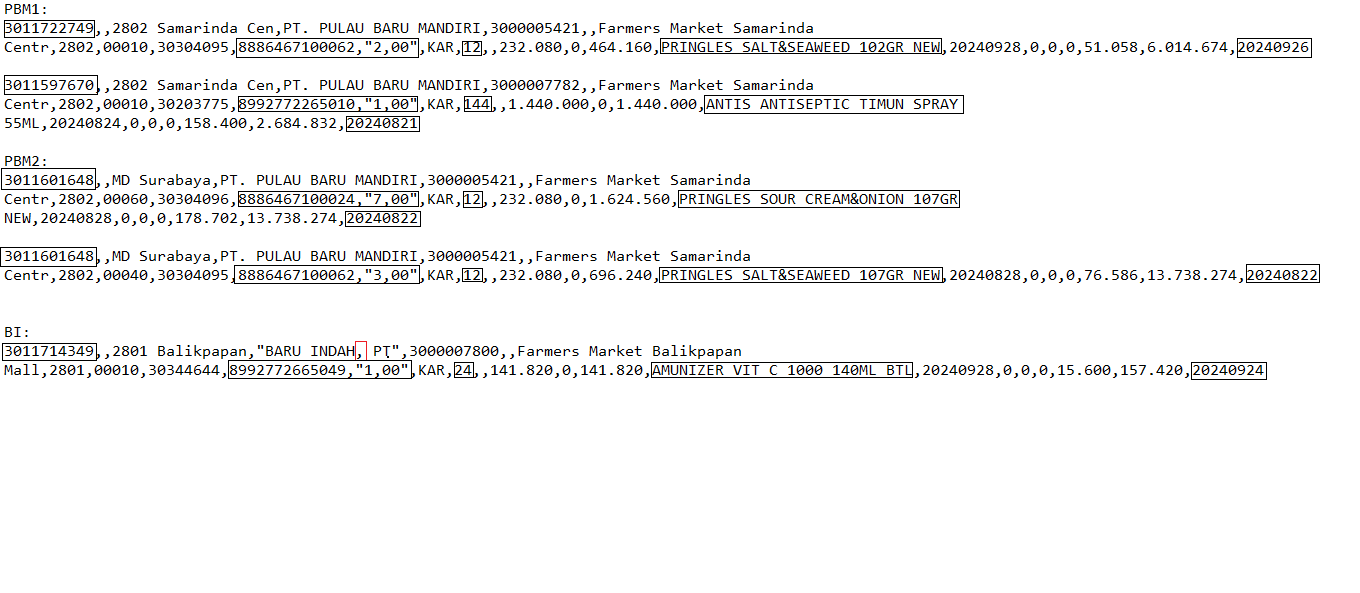 PBM1:
3011722749,,2802 Samarinda Cen,PT. PULAU BARU MANDIRI,3000005421,,Farmers Market Samarinda
Centr,2802,00010,30304095,8886467100062,"2,00",KAR,12,,232.080,0,464.160,PRINGLES SALT&SEAWEED 102GR NEW,20240928,0,0,0,51.058,6.014.674,20240926
3011597670,,2802 Samarinda Cen,PT. PULAU BARU MANDIRI,3000007782,,Farmers Market Samarinda
Centr,2802,00010,30203775,8992772265010,"1,00",KAR,144,,1.440.000,0,1.440.000,ANTIS ANTISEPTIC TIMUN SPRAY
55ML,20240824,0,0,0,158.400,2.684.832,20240821
PBM2:
3011601648,,MD Surabaya,PT. PULAU BARU MANDIRI,3000005421,,Farmers Market Samarinda
Centr,2802,00060,30304096,8886467100024,"7,00",KAR,12,,232.080,0,1.624.560,PRINGLES SOUR CREAM&ONION 107GR
NEW,20240828,0,0,0,178.702,13.738.274,20240822
3011601648,,MD Surabaya,PT. PULAU BARU MANDIRI,3000005421,,Farmers Market Samarinda
Centr,2802,00040,30304095,8886467100062,"3,00",KAR,12,,232.080,0,696.240,PRINGLES SALT&SEAWEED 107GR NEW,20240828,0,0,0,76.586,13.738.274,20240822
BI:
3011714349,,2801 Balikpapan,"BARU INDAH, PT",3000007800,,Farmers Market Balikpapan
Mall,2801,00010,30344644,8992772665049,"1,00",KAR,24,,141.820,0,141.820,AMUNIZER VIT C 1000 140ML BTL,20240928,0,0,0,15.600,157.420,20240924